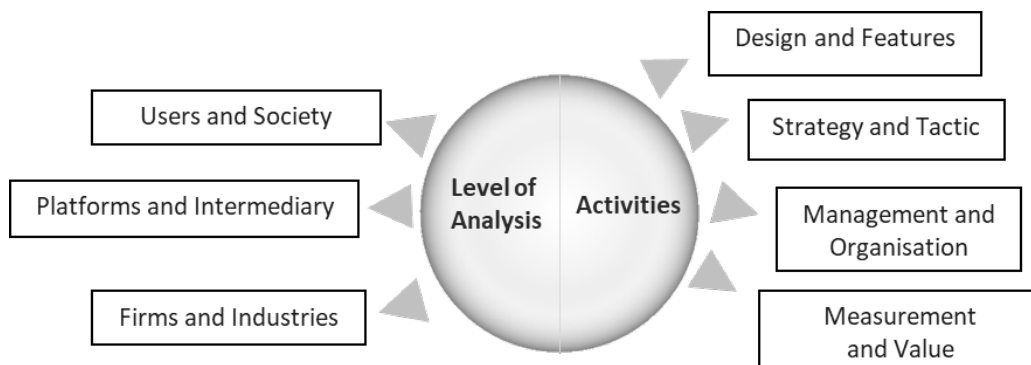 Users and Society
Platforms and Intermediary
Firms and Industries
Level of
Analysis
Activities
Design and Features
Strategy and Tactic
Management and
Organisation
Measurement
and Value